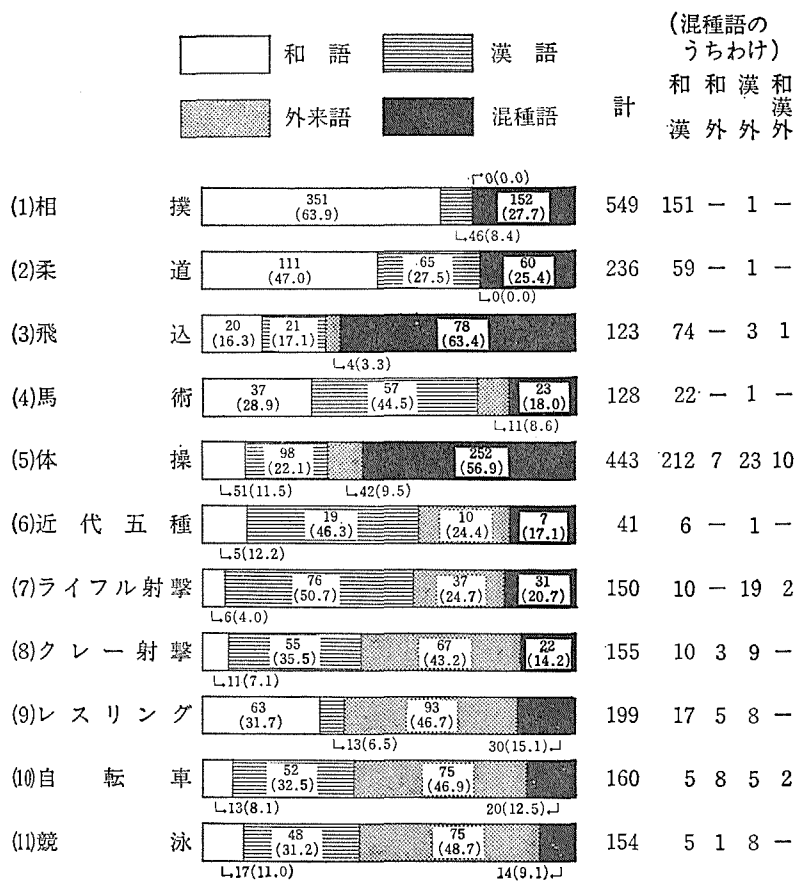 (混種語のうちわけ)
和語 漢語
外来語 混種語
計 和漢 和外 漢外 和漢外
0(0.0)
(1)相撲 351(63.9) 152(27.7) 549 151 — 1 —
46(8.4)
(2)柔道 111(47.0) 65(27.5) 60(25.4) 236 59 — 1 —
0(0.0)
(3)飛込 20(16.3) 21(17.1) 78(63.4) 123 74 — 3 1
4(3.3)
(4)馬術 37(28.9) 57(44.5) 23(18.0) 128 22 — 1 —
11(8.6)
(5)体操 98(22.1) 252(56.9) 443 212 7 23 10
51(11.5) 42(9.5)
(6)近代五種 19(46.3) 10(24.4) 7(17.1) 41 6 — 1 —
5(12.2)
(7)ライフル射撃 76(50.7) 37(24.7) 31(20.7) 150 10 — 19 2
6(4.0)
(8)クレー射撃 55(35.5) 67(43.2) 22(14.2) 155 10 3 9 —
11(7.1)
(9)レスリング 63(31.7) 93(46.7) 199 17 5 8 —
13(6.5) 30(15.1)
(10)自転車 52(32.5) 75(46.9) 160 5 8 5 2
13(8.1) 20(12.5)
(11)競泳 48(31.2) 75(48.7) 154 5 1 8 —
17(11.0) 14(9.1)